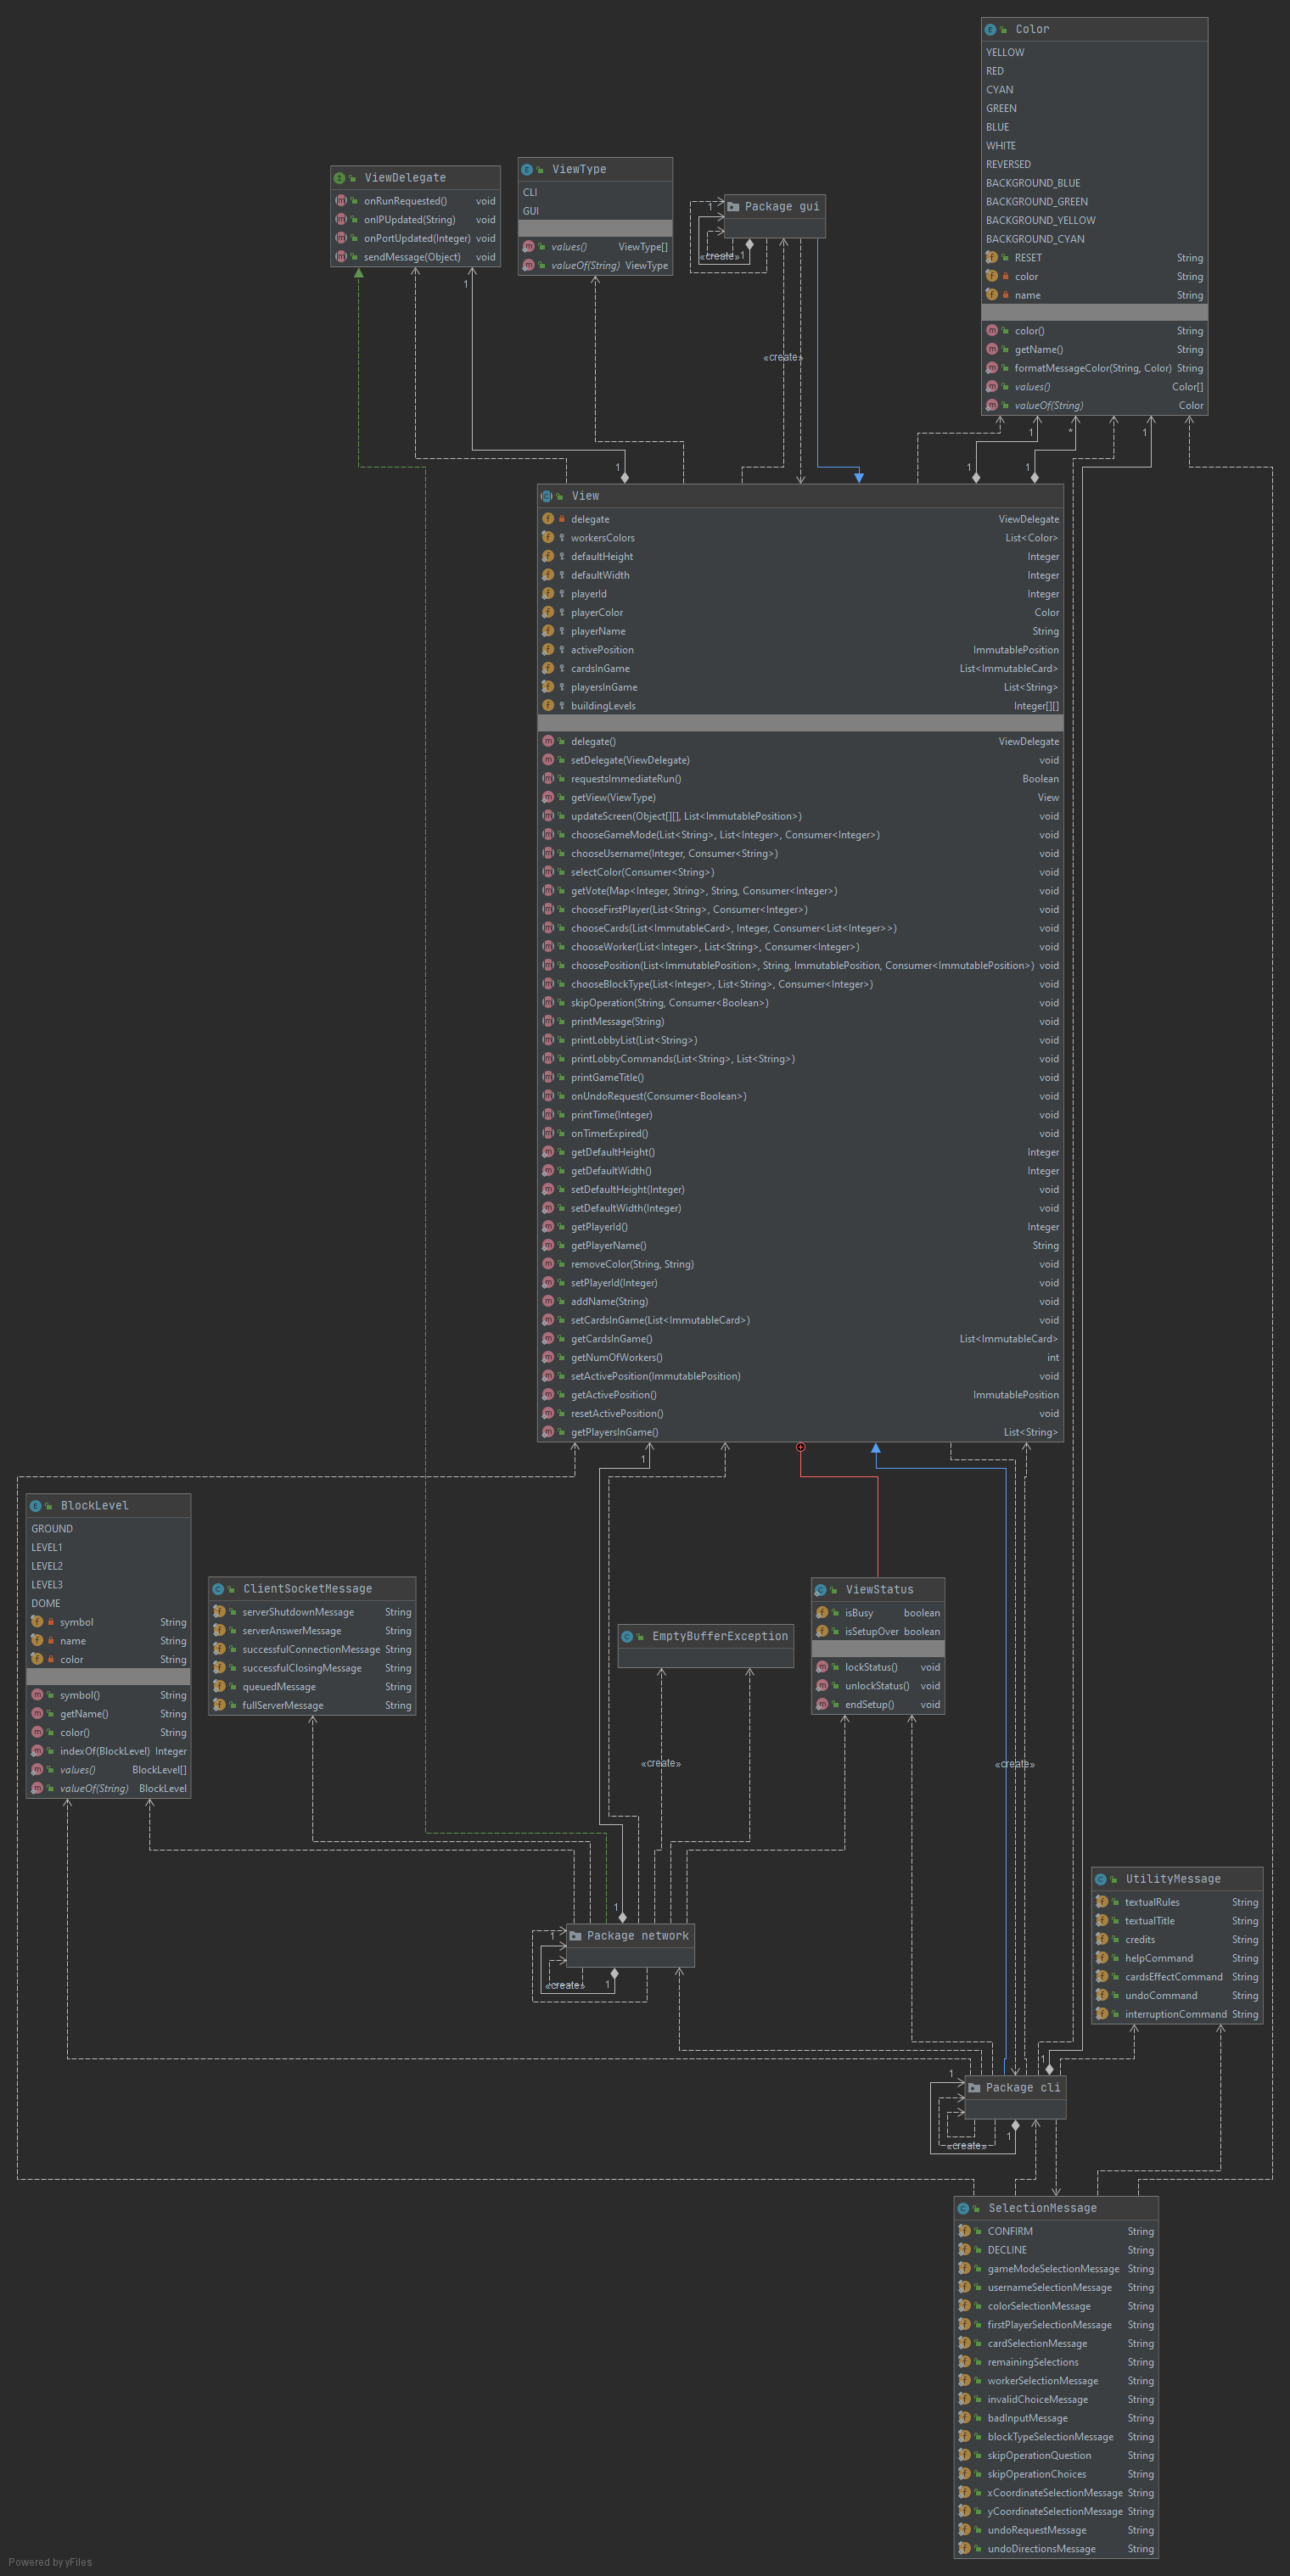 Color
YELLOW
RED
CYAN
GREEN
BLUE
WHITE
REVERSED
BACKGROUND_BLUE
BACKGROUND_GREEN
BACKGROUND_YELLOW
BACKGROUND_CYAN
RESET String
color String
name String
color() String
getName() String
formatMessageColor(String, Color) String
values() Color[]
valueOf(String) Color
ViewDelegate
onRunRequested() void
onIPUpdated(String) void
onPortUpdated(Integer) void
sendMessage(Object) void
ViewType
CLI
GUI
values() ViewType[]
valueOf(String) ViewType
Package gui
1
«create»
1
1
«create»
1
*
1
1
1
1
View
delegate ViewDelegate
workersColors List<Color>
defaultHeight Integer
defaultWidth Integer
playerId Integer
playerColor Color
playerName String
activePosition ImmutablePosition
cardsInGame List<ImmutableCard>
playersInGame List<String>
buildingLevels Integer[][]
delegate() ViewDelegate
setDelegate(ViewDelegate) void
requestsImmediateRun() Boolean
getView(ViewType) View
updateScreen(Object[][], List<ImmutablePosition>) void
chooseGameMode(List<String>, List<Integer>, Consumer<Integer>) void
chooseUsername(Integer, Consumer<String>) void
selectColor(Consumer<String>) void
getVote(Map<Integer, String>, String, Consumer<Integer>) void
chooseFirstPlayer(List<String>, Consumer<Integer>) void
chooseCards(List<ImmutableCard>, Integer, Consumer<List<Integer>>) void
chooseWorker(List<Integer>, List<String>, Consumer<Integer>) void
choosePosition(List<ImmutablePosition>, String, ImmutablePosition, Consumer<ImmutablePosition>) void
chooseBlockType(List<Integer>, List<String>, Consumer<Integer>) void
skipOperation(String, Consumer<Boolean>) void
printMessage(String) void
printLobbyList(List<String>) void
printLobbyCommands(List<String>, List<String>) void
printGameTitle() void
onUndoRequest(Consumer<Boolean>) void
printTime(Integer) void
onTimerExpired() void
getDefaultHeight() Integer
getDefaultWidth() Integer
setDefaultHeight(Integer) void
setDefaultWidth(Integer) void
getPlayerId() Integer
getPlayerName() String
removeColor(String, String) void
setPlayerId(Integer) void
addName(String) void
setCardsInGame(List<ImmutableCard>) void
getCardsInGame() List<ImmutableCard>
getNumOfWorkers() int
setActivePosition(ImmutablePosition) void
getActivePosition() ImmutablePosition
resetActivePosition() void
getPlayersInGame() List<String>
1
BlockLevel
GROUND
LEVEL1
LEVEL2
LEVEL3
DOME
symbol String
name String
color String
symbol() String
getName() String
color() String
indexOf(BlockLevel) Integer
values() BlockLevel[]
valueOf(String) BlockLevel
ClientSocketMessage
serverShutdownMessage String
serverAnswerMessage String
successfulConnectionMessage String
successfulClosingMessage String
queuedMessage String
fullServerMessage String
EmptyBufferException
ViewStatus
isBusy boolean
isSetupOver boolean
lockStatus() void
unlockStatus() void
endSetup() void
«create»
«create»
UtilityMessage
textualRules String
textualTitle String
credits String
helpCommand String
cardsEffectCommand String
undoCommand String
interruptionCommand String
1
Package network
1
«create»
1
1
Package cli
1
1
«create»
SelectionMessage
CONFIRM String
DECLINE String
gameModeSelectionMessage String
usernameSelectionMessage String
colorSelectionMessage String
firstPlayerSelectionMessage String
cardSelectionMessage String
remainingSelections String
workerSelectionMessage String
invalidChoiceMessage String
badInputMessage String
blockTypeSelectionMessage String
skipOperationQuestion String
skipOperationChoices String
xCoordinateSelectionMessage String
yCoordinateSelectionMessage String
undoRequestMessage String
undoDirectionsMessage String
Powered by yFiles